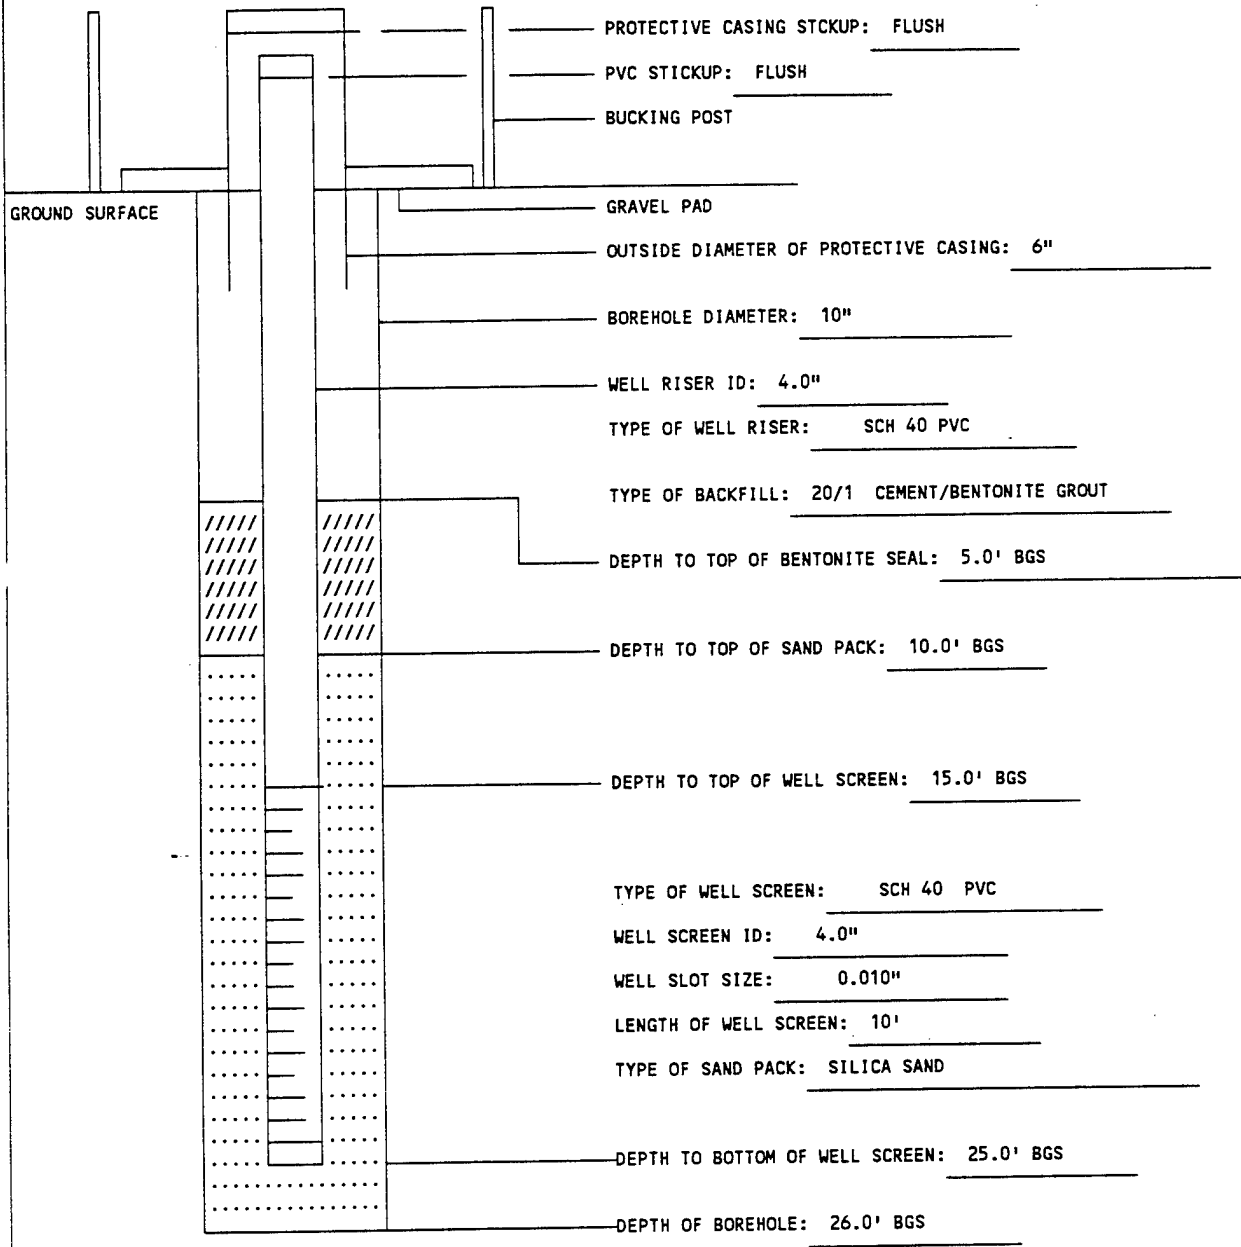 PROTECTIVE CASING STCKUP: FLUSH
PVC STICKUP: FLUSH
BUCKING POST
GROUND SURFACE
GRAVEL PAD
OUTSIDE DIAMETER OF PROTECTIVE CASING: 6"
BOREHOLE DIAMETER: 10"
WELL RISER ID: 4.0"
TYPE OF WELL RISER: SCH 40 PVC
TYPE OF BACKFILL: 20/1 CEMENT/BENTONITE GROUT
DEPTH TO TOP OF BENTONITE SEAL: 5.0' BGS
DEPTH TO TOP OF SAND PACK: 10.0' BGS
DEPTH TO TOP OF WELL SCREEN: 15.0' BGS
TYPE OF WELL SCREEN: SCH 40 PVC
WELL SCREEN ID: 4.0"
WELL SLOT SIZE: 0.010"
LENGTH OF WELL SCREEN: 10'
TYPE OF SAND PACK: SILICA SAND
DEPTH TO BOTTOM OF WELL SCREEN: 25.0' BGS
DEPTH OF BOREHOLE: 26.0' BGS